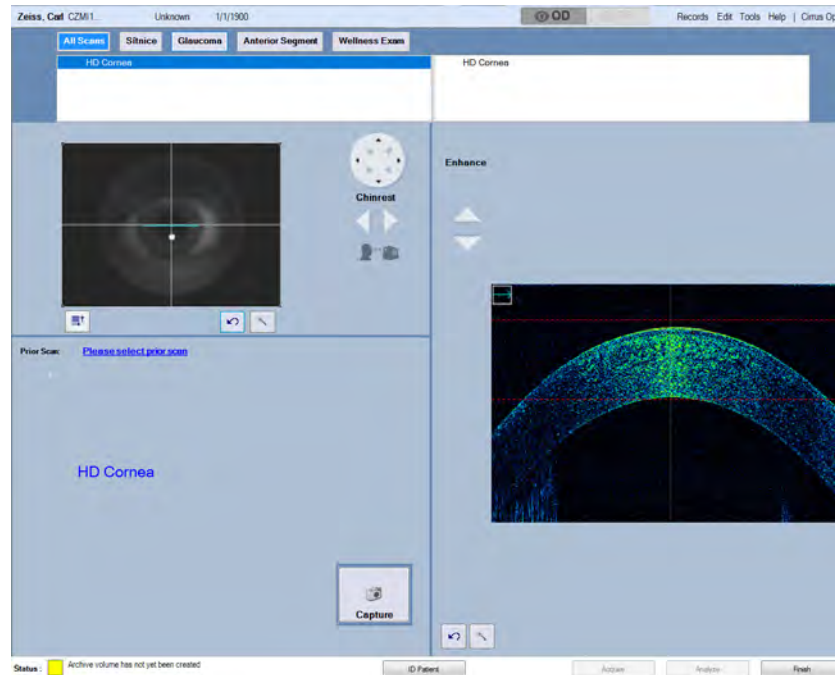 Zeiss, Carl CZMI1... Unknown 1/1/1900 OD Records Edit Tools Help | Cirrus Op
All Scans Sítnice Glaucoma Anterior Segment Wellness Exam
HD Cornea HD Cornea
Chinrest
Enhance
Prior Scan: Please select prior scan
HD Cornea
Capture
Status : Archive volume has not yet been created ID Patient Acquire Analyze Finish